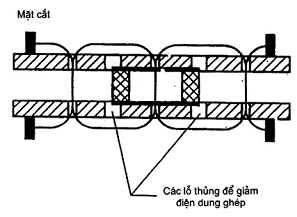 Mặt cắt
Các lỗ thủng để giảm
điện dung ghép